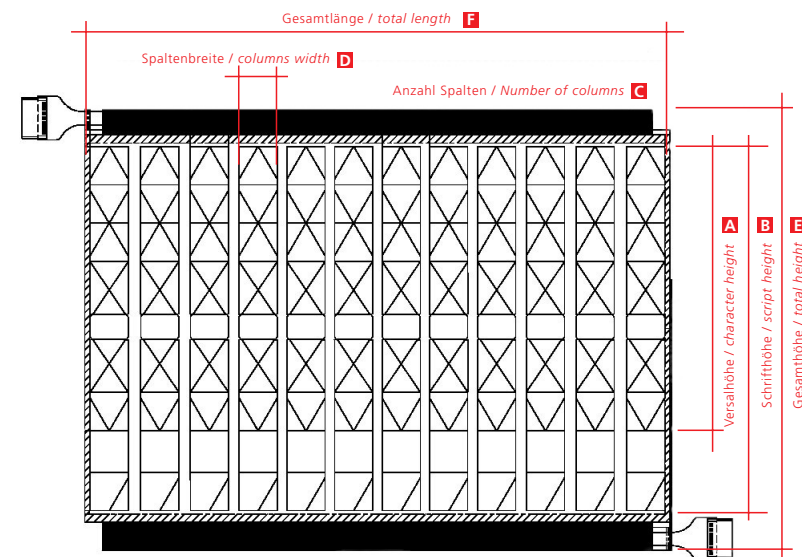 Gesamtlänge / total length F
Spaltenbreite / columns width D
Anzahl Spalten / Number of columns C
A
Versalhöhe / character height
B
Schrifthöhe / script height
E
Gesamthöhe / total height